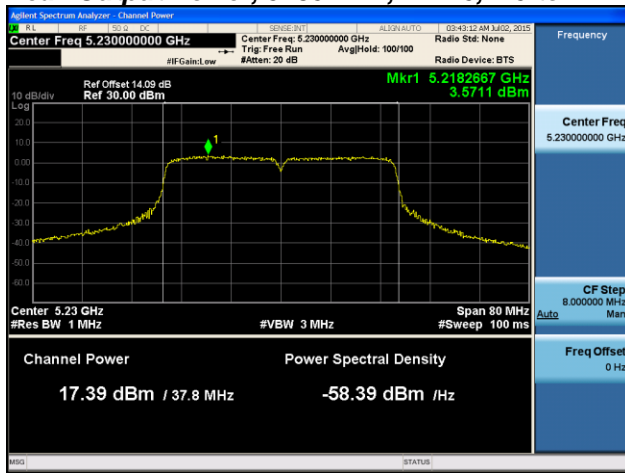 Agilent Spectrum Analyzer - Channel Power
RL RF 50 Ω DC SENSE:INT ALIGN AUTO 03:43:12 AM Jul 02, 2015
Center Freq 5.230000000 GHz
Center Freq: 5.230000000 GHz
Radio Std: None
Trig: Free Run Avg|Hold: 100/100
#IFGain:Low #Atten: 20 dB Radio Device: BTS
Frequency
Mkr1 5.2182667 GHz
3.5711 dBm
Ref Offset 14.09 dB
10 dB/div Ref 30.00 dBm
Log
20.0
10.0
0.00
-10.0
-20.0
-30.0
-40.0
-50.0
-60.0
1
Center Freq
5.230000000 GHz
Center 5.23 GHz Span 80 MHz
#Res BW 1 MHz #VBW 3 MHz #Sweep 100 ms
CF Step
8.000000 MHz
Auto Man
Channel Power Power Spectral Density
17.39 dBm / 37.8 MHz -58.39 dBm /Hz
Freq Offset
0 Hz
MSG STATUS